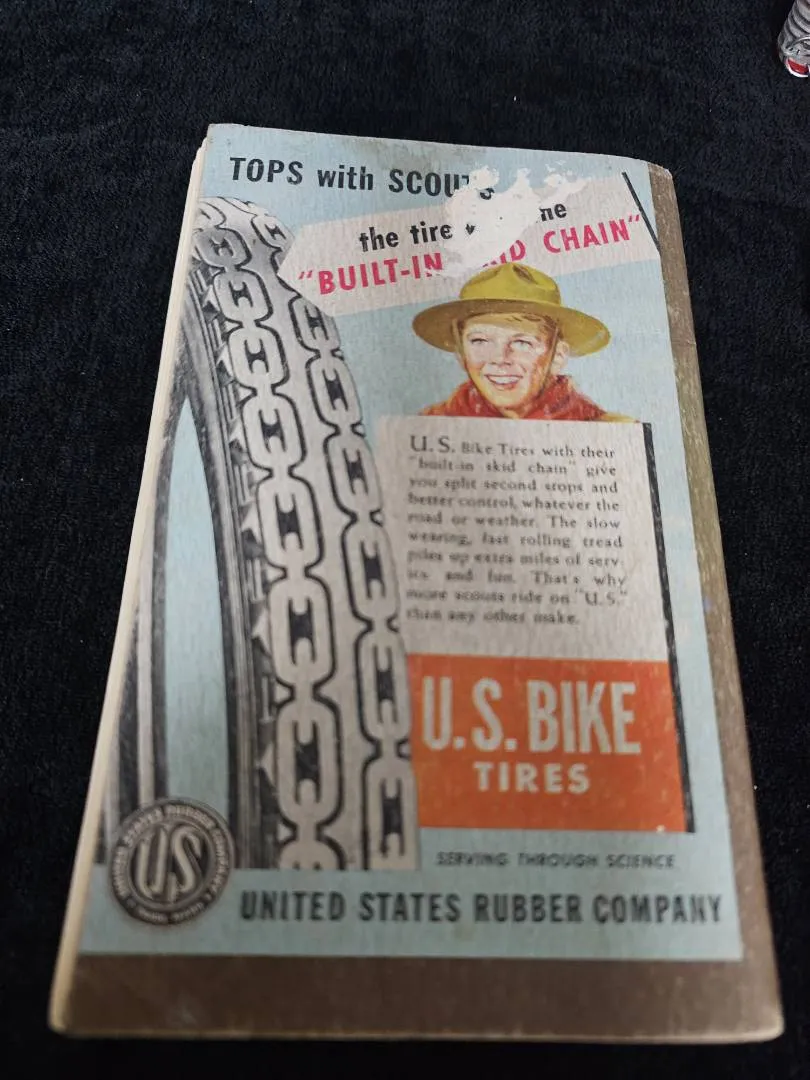 TOPS with SCOUTS
the tire
"BUILT-IN SKID CHAIN"
U.S. Bike Tires with their
"built-in skid chain" give
you split second stops and
better control, whatever the
road or weather. The slow
wearing, fast rolling tread
piles up extra miles of serv-
ice and fun. That's why
more scouts ride on "U.S."
than any other make.
U.S. BIKE
TIRES
US
SERVING THROUGH SCIENCE
UNITED STATES RUBBER COMPANY